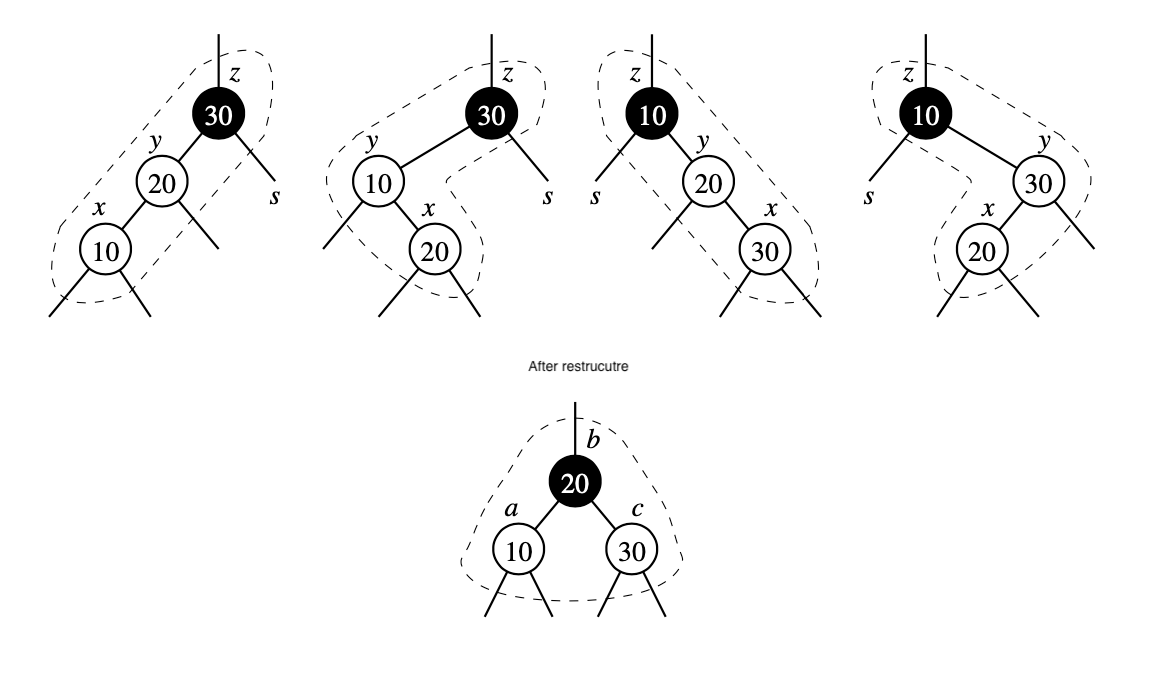 z z z z
30 30 10 10
y y y y
20 10 20 30
s s s s
x x x x
10 20 30 20
After restrucutre
b
20
a c
10 30